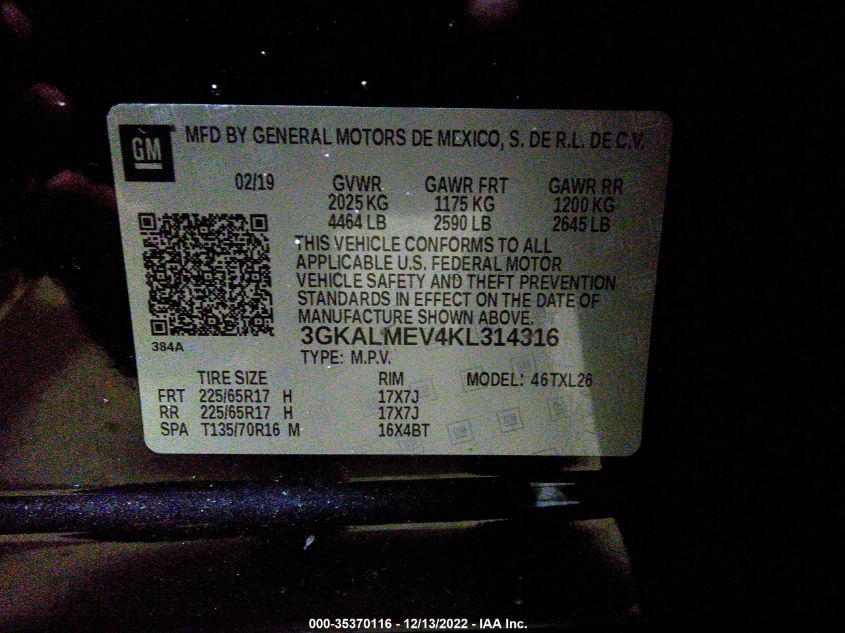 GM MFD BY GENERAL MOTORS DE MEXICO, S. DE R.L. DE C.V.
02/19 GVWR GAWR FRT GAWR RR
2025 KG 1175 KG 1200 KG
4464 LB 2590 LB 2645 LB
THIS VEHICLE CONFORMS TO ALL
APPLICABLE U.S. FEDERAL MOTOR
VEHICLE SAFETY AND THEFT PREVENTION
STANDARDS IN EFFECT ON THE DATE OF
MANUFACTURE SHOWN ABOVE.
384A 3GKALMEV4KL314316
TYPE: M.P.V.
TIRE SIZE RIM MODEL: 46TXL26
FRT 225/65R17 H 17X7J
RR 225/65R17 H 17X7J
SPA T135/70R16 M 16X4BT
000-35370116 - 12/13/2022 - IAA Inc.